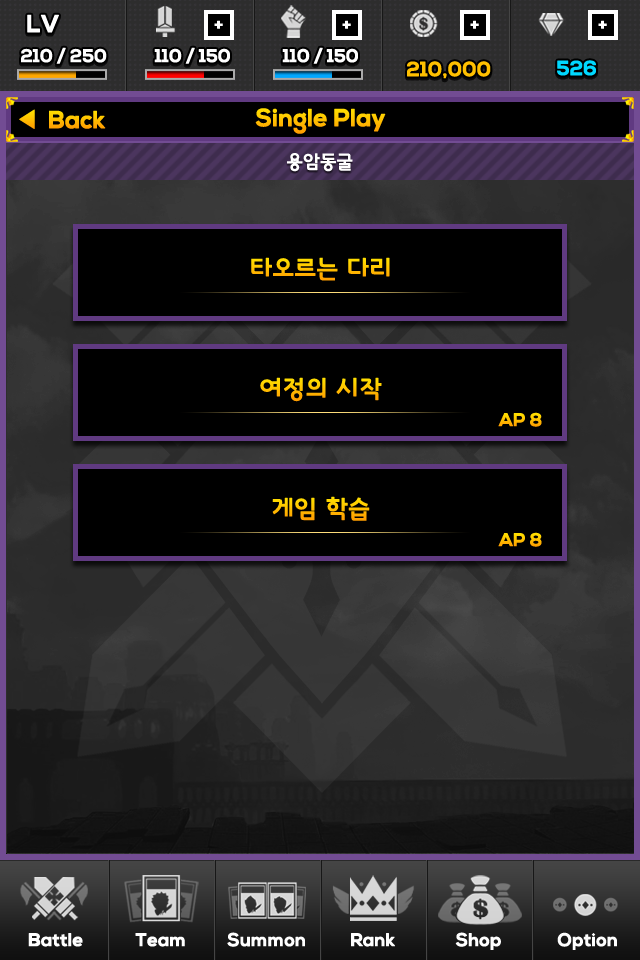 LV
210 / 250
110 / 150
110 / 150
210,000
526
Back
Single Play
용암동굴
타오르는 다리
여정의 시작
AP 8
게임 학습
AP 8
Battle
Team
Summon
Rank
Shop
Option